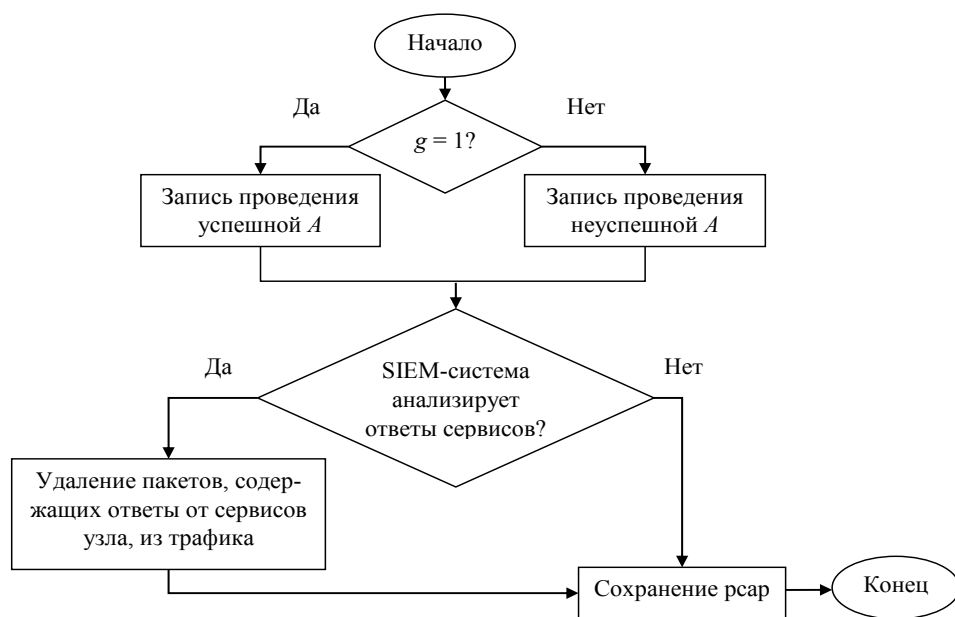 Начало
Да
Нет
g = 1?
Запись проведения
успешной A
Запись проведения
неуспешной A
Да
Нет
SIEM-система
анализирует
ответы сервисов?
Удаление пакетов, содер-
жащих ответы от сервисов
узла, из трафика
Сохранение pcap
Конец